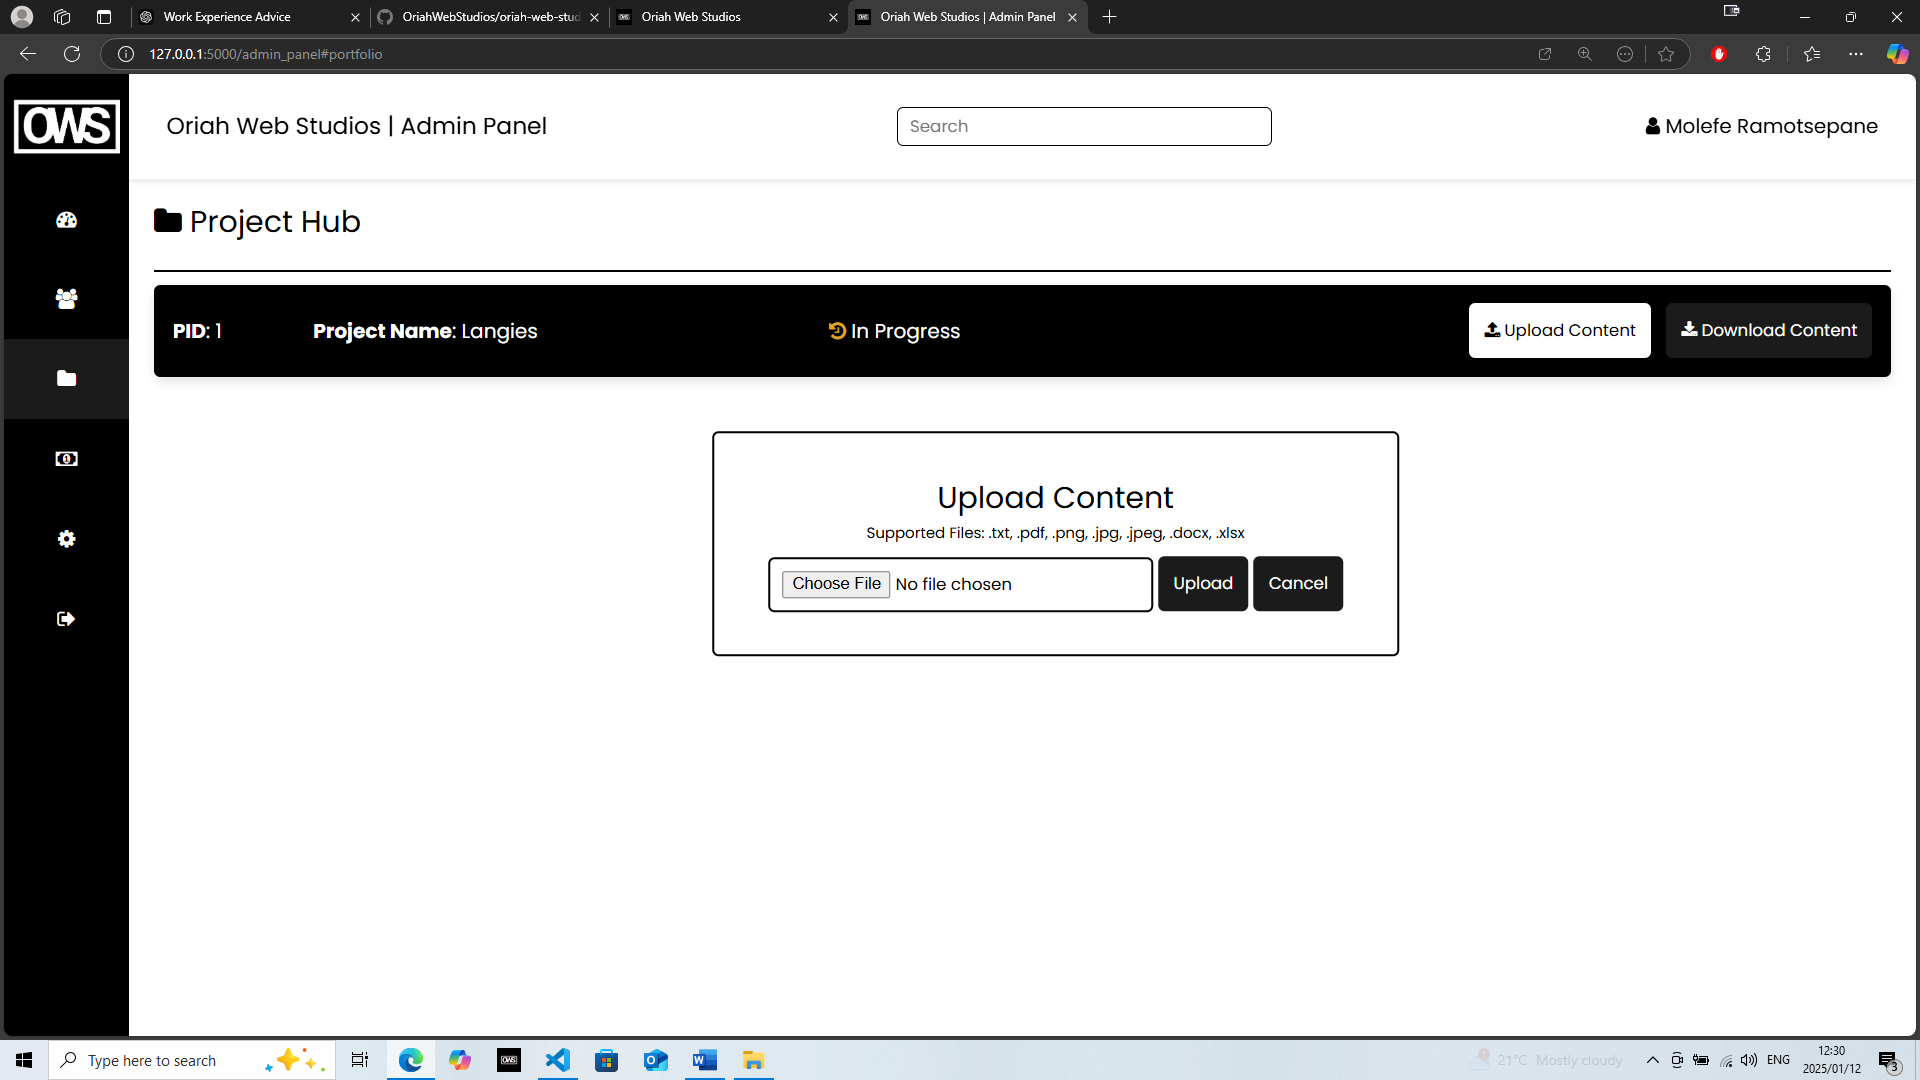 Work Experience Advice
OriahWebStudios/oriah-web-stud
Oriah Web Studios
Oriah Web Studios | Admin Panel
127.0.0.1:5000/admin_panel#portfolio
OWS
Oriah Web Studios | Admin Panel
Search
Molefe Ramotsepane
Project Hub
PID: 1
Project Name: Langies
In Progress
Upload Content
Download Content
Upload Content
Supported Files: .txt, .pdf, .png, .jpg, .jpeg, .docx, .xlsx
Choose File No file chosen
Upload
Cancel
Type here to search
OWS
21°C Mostly cloudy
ENG
12:30
2025/01/12
3